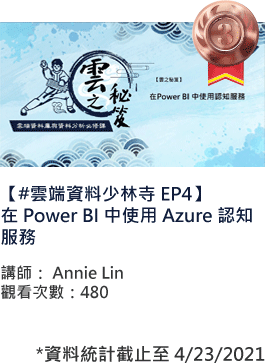 3
雲之秘笈
【雲之秘笈】
在Power BI 中使用認知服務
雲端資料庫與資料分析必修課
【#雲端資料少林寺 EP4】
在 Power BI 中使用 Azure 認知
服務
講師： Annie Lin
觀看次數：480
*資料統計截止至 4/23/2021